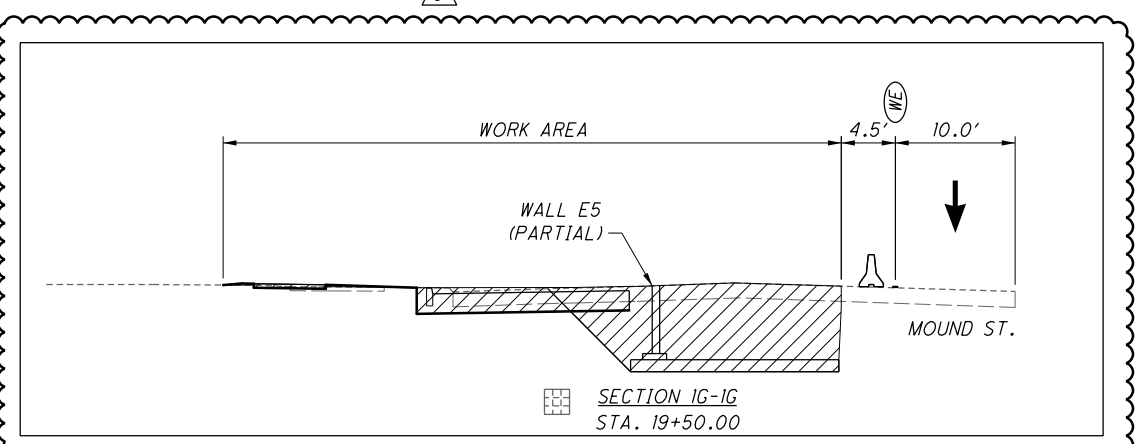 WORK AREA
4.5'
WE
10.0'
WALL E5
(PARTIAL)
MOUND ST.
SECTION 1G-1G
STA. 19+50.00